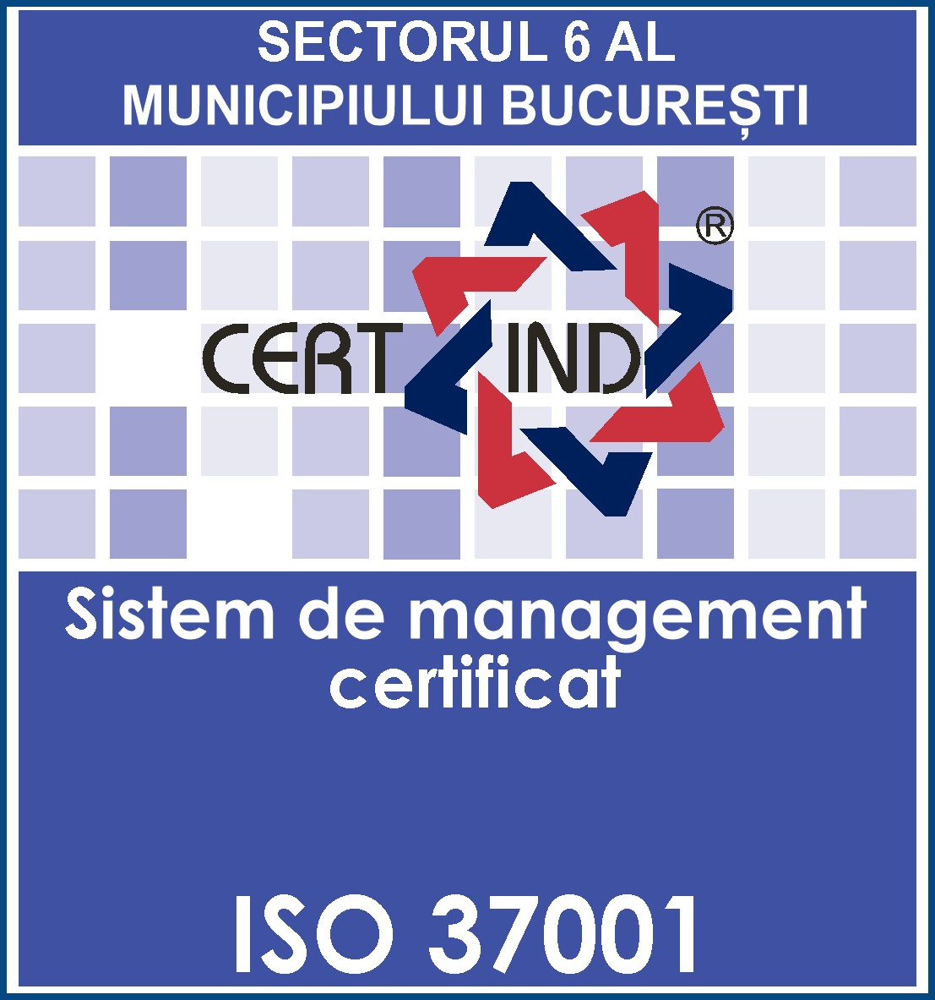 SECTORUL 6 AL
MUNICIPIULUI BUCUREȘTI
®
CERT IND
Sistem de management
certificat
ISO 37001